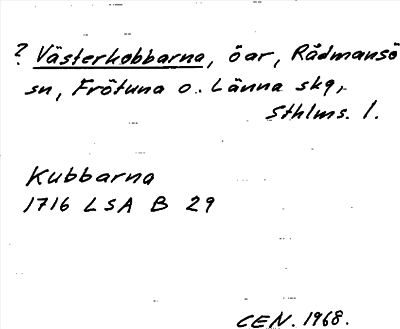 ? Västerkobbarna, öar, Rådmansö
sn, Frötuna o. Länna skg,
Sthlms. l.
Kubbarna
1716 LSA B 29
CEN. 1968.